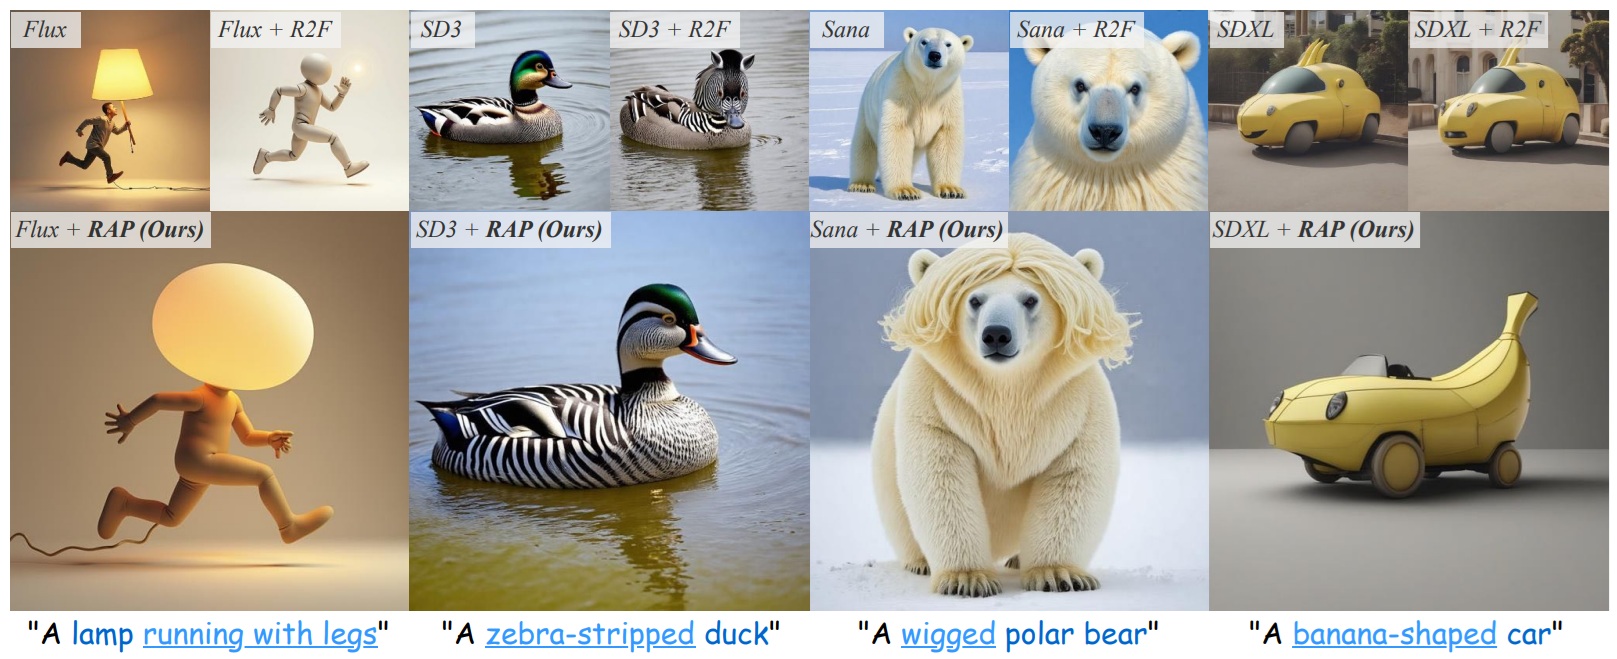 Flux
Flux + R2F
SD3
SD3 + R2F
Sana
Sana + R2F
SDXL
SDXL + R2F
Flux + RAP (Ours)
SD3 + RAP (Ours)
Sana + RAP (Ours)
SDXL + RAP (Ours)
"A lamp running with legs"
"A zebra-stripped duck"
"A wigged polar bear"
"A banana-shaped car"